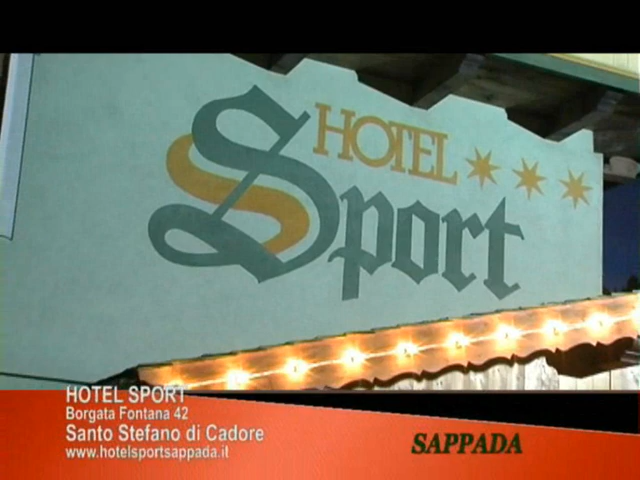 HOTEL
Sport
HOTEL SPORT
Borgata Fontana 42
Santo Stefano di Cadore
www.hotelsportsappada.it
SAPPADA